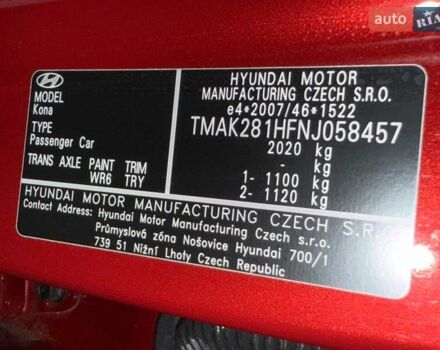 auto
RIA
MODEL
Kona
TYPE
Passenger Car
TRANS AXLE PAINT TRIM
WR6 TRY
HYUNDAI MOTOR
MANUFACTURING CZECH S.R.O.
e4*2007/46*1522
TMAK281HFNJ058457
2020 kg
- kg
1- 1100 kg
2- 1120 kg
HYUNDAI MOTOR MANUFACTURING CZECH S.R.
Contact Address: Hyundai Motor Manufacturing Czech s.r.o.
Průmyslová zóna Nošovice Hyundai 700/1
739 51 Nižní Lhoty Czech Republic